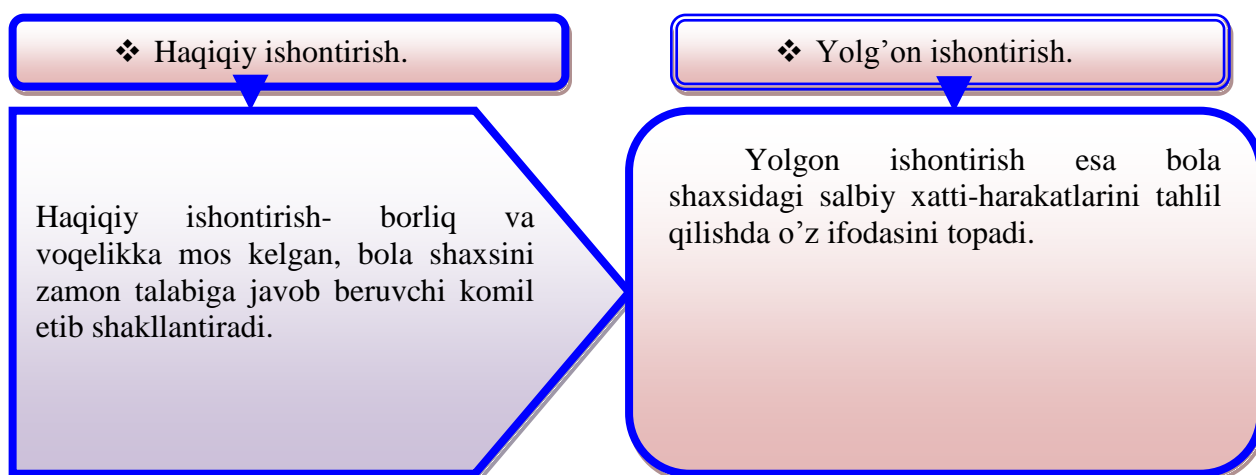 ❖ Haqiqiy ishontirish.
❖ Yolg’on ishontirish.
Haqiqiy ishontirish- borliq va
voqelikka mos kelgan, bola shaxsini
zamon talabiga javob beruvchi komil
etib shakllantiradi.
Yolgon ishontirish esa bola
shaxsidagi salbiy xatti-harakatlarini tahlil
qilishda o’z ifodasini topadi.